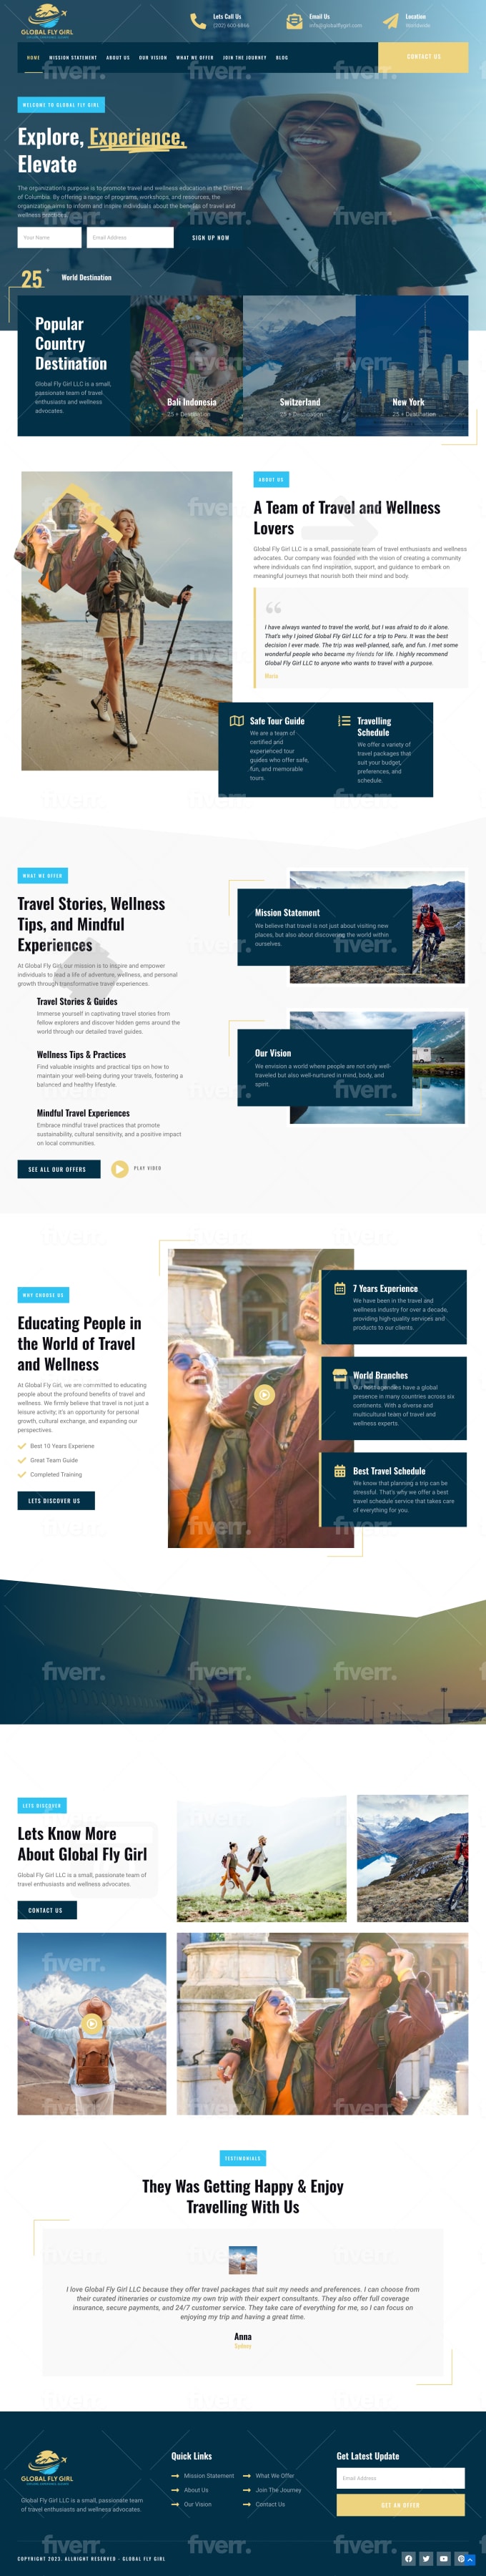 GLOBAL FLY GIRL
Lets Call Us
Email Us
info@globalflygirl.com
Location
Worldwide
HOME
MISSION STATEMENT
ABOUT US
OUR VISION
WHAT WE OFFER
JOIN THE JOURNEY
BLOG
CONTACT US
fiverr.
WELCOME TO GLOBAL FLY GIRL
Explore, Experience,
Elevate
The organization's purpose is to promote travel and wellness education in the District
of Columbia. By offering a range of programs, workshops, and resources, the
organization aims to inform and inspire individuals about the benefits of travel and
wellness practices.
Your Name
Email Address
SIGN UP NOW
25 +
World Destination
Popular
Country
Destination
Global Fly Girl LLC is a small,
passionate team of travel
enthusiasts and wellness
advocates.
Bali Indonesia
25 + Destination
Switzerland
25 + Destination
New York
25 + Destination
ABOUT US
A Team of Travel and Wellness
Lovers
Global Fly Girl LLC is a small, passionate team of travel enthusiasts and wellness
advocates. Our company was founded with the vision of creating a community
where individuals can find inspiration, support, and guidance to embark on
meaningful journeys that nourish both their mind and body.
I have always wanted to travel the world, but I was afraid to do it alone.
That's why I joined Global Fly Girl LLC for a trip to Peru. It was the best
decision I ever made. The trip was well-planned, safe, and fun. I met some
wonderful people who became my friends for life. I highly recommend
Global Fly Girl LLC to anyone who wants to travel with a purpose.
Maria
Safe Tour Guide
We are a team of
certified and
experienced tour
guides who offer safe,
fun, and memorable
tours.
Travelling
Schedule
We offer a variety of
travel packages that
suit your budget,
preferences, and
schedule.
WHAT WE OFFER
Travel Stories, Wellness
Tips, and Mindful
Experiences
At Global Fly Girl, our mission is to inspire and empower
individuals to lead a life of adventure, wellness, and personal
growth through transformative travel experiences.
Travel Stories & Guides
Immerse yourself in captivating travel stories from
fellow explorers and discover hidden gems around the
world through our detailed travel guides.
Wellness Tips & Practices
Find valuable insights and practical tips on how to
maintain your well-being during your travels, fostering a
balanced and healthy lifestyle.
Mindful Travel Experiences
Embrace mindful travel practices that promote
sustainability, cultural sensitivity, and a positive impact
on local communities.
SEE ALL OUR OFFERS
PLAY VIDEO
Mission Statement
We believe that travel is not just about visiting new
places, but also about discovering the world within
ourselves.
Our Vision
We envision a world where people are not only well-
traveled but also well-nurtured in mind, body, and
spirit.
WHY CHOOSE US
Educating People in
the World of Travel
and Wellness
At Global Fly Girl, we are committed to educating
people about the profound benefits of travel and
wellness. We firmly believe that travel is not just a
leisure activity; it's an opportunity for personal
growth, cultural exchange, and expanding our
perspectives.
Best 10 Years Experiene
Great Team Guide
Completed Training
LETS DISCOVER US
7 Years Experience
We have been in the travel and
wellness industry for over a decade,
providing high-quality services and
products to our clients.
World Branches
have a global
presence in many countries across six
continents. With a diverse and
multicultural team of travel and
wellness experts.
Best Travel Schedule
We know that planning a trip can be
stressful. That's why we offer a best
travel schedule service that takes care
of everything for you.
LETS DISCOVER
Lets Know More
About Global Fly Girl
Global Fly Girl LLC is a small, passionate team of
travel enthusiasts and wellness advocates.
CONTACT US
TESTIMONIALS
They Was Getting Happy & Enjoy
Travelling With Us
I love Global Fly Girl LLC because they offer travel packages that suit my needs and preferences. I can choose from
their curated itineraries or customize my own trip with their expert consultants. They also offer full coverage
insurance, secure payments, and 24/7 customer service. They take care of everything for me, so I can focus on
enjoying my trip and having a great time.
Anna
Sydney
GLOBAL FLY GIRL
Global Fly Girl LLC is a small, passionate team
of travel enthusiasts and wellness advocates.
Quick Links
Mission Statement
What We Offer
About Us
Join The Journey
Our Vision
Contact Us
Get Latest Update
Email Address
GET AN OFFER
COPYRIGHT 2023. ALLRIGHT RESERVED - GLOBAL FLY GIRL